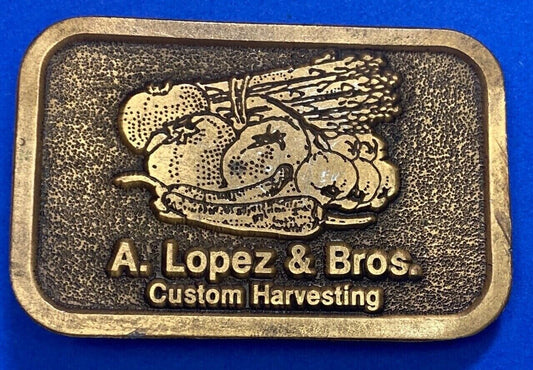 A. Lopez & Bros.
Custom Harvesting